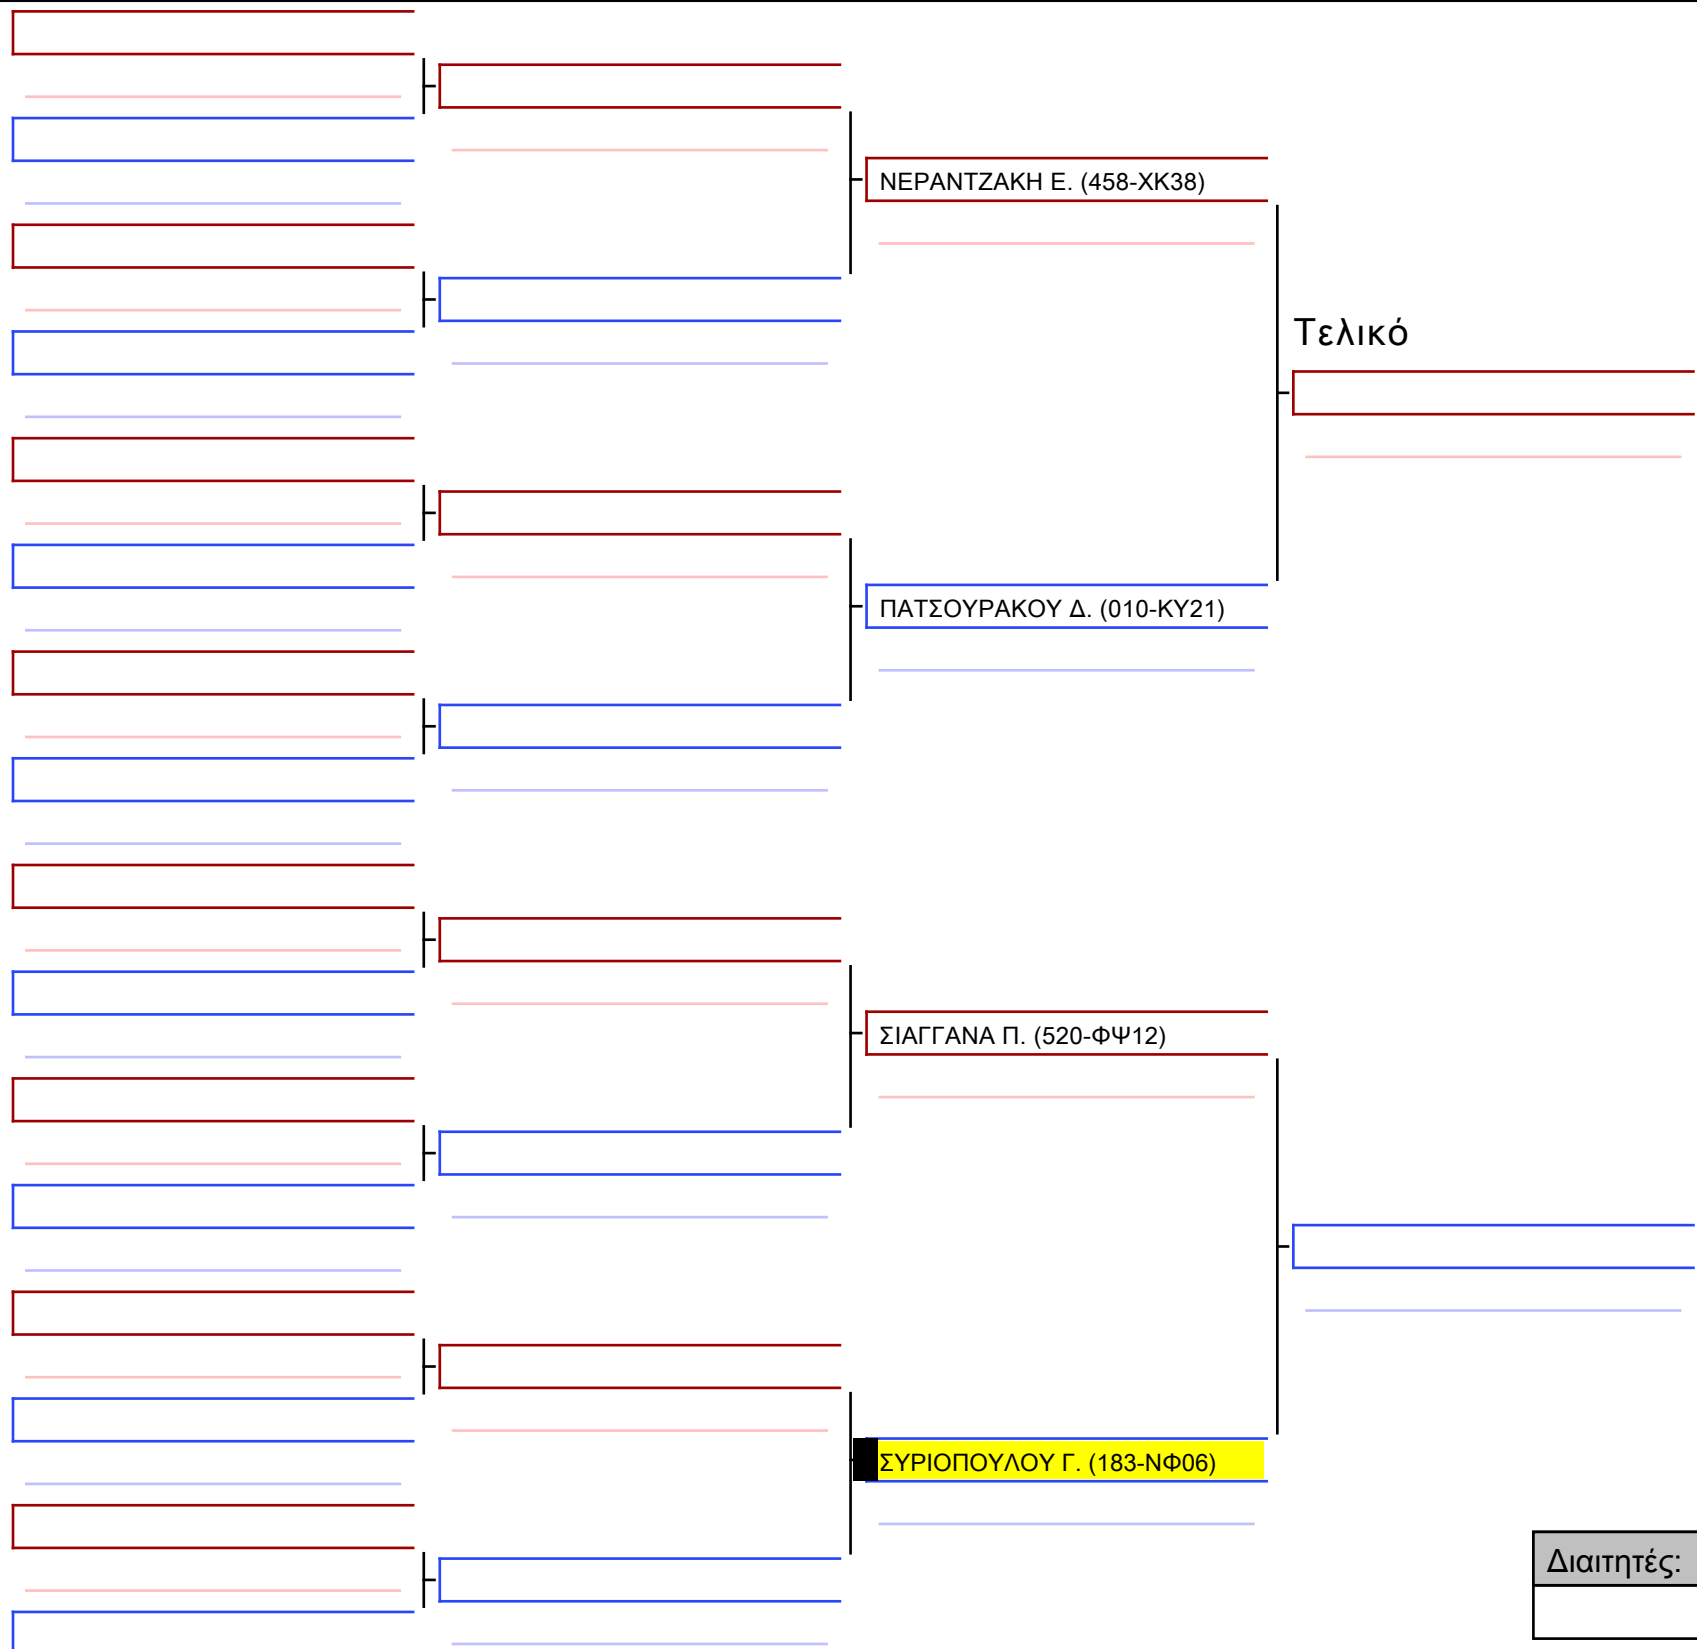 ΝΕΡΑΝΤΖΑΚΗ Ε. (458-ΧΚ38)
Τελικό
ΠΑΤΣΟΥΡΑΚΟΥ Δ. (010-ΚΥ21)
ΣΙΑΓΓΑΝΑ Π. (520-ΦΨ12)
ΣΥΡΙΟΠΟΥΛΟΥ Γ. (183-ΝΦ06)
Διαιτητές: